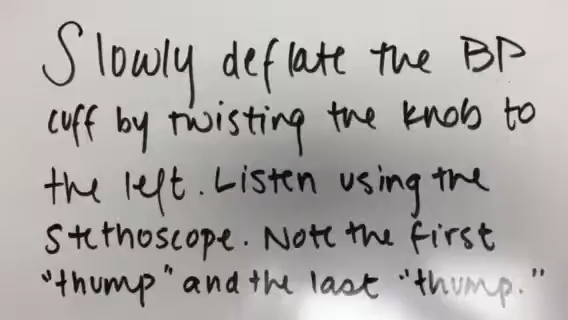 Slowly deflate the BP
cuff by twisting the knob to
the left. Listen using the
stethoscope. Note the first
"thump" and the last "thump."